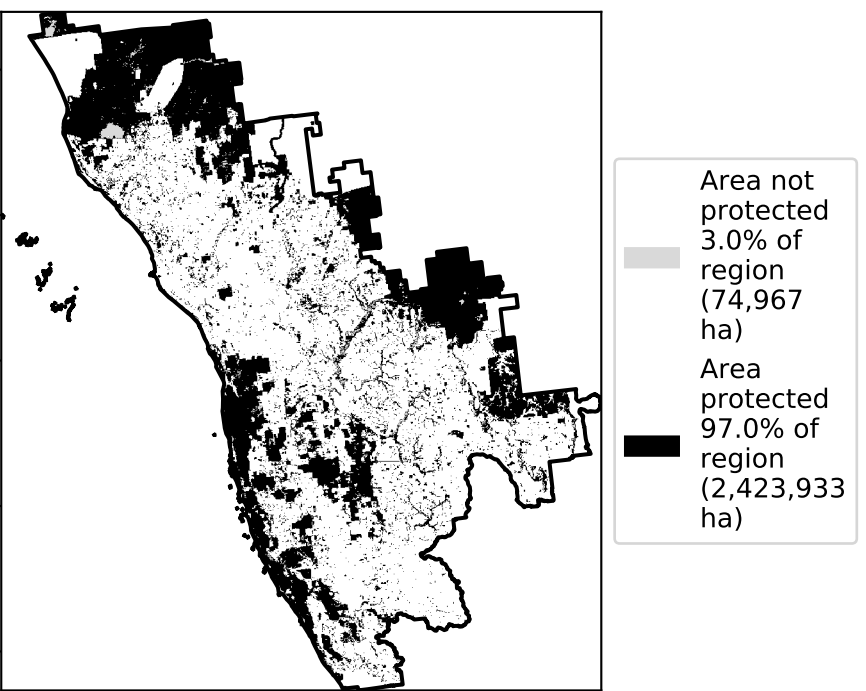 Area not
protected
3.0% of
region
(74,967
ha)
Area
protected
97.0% of
region
(2,423,933
ha)